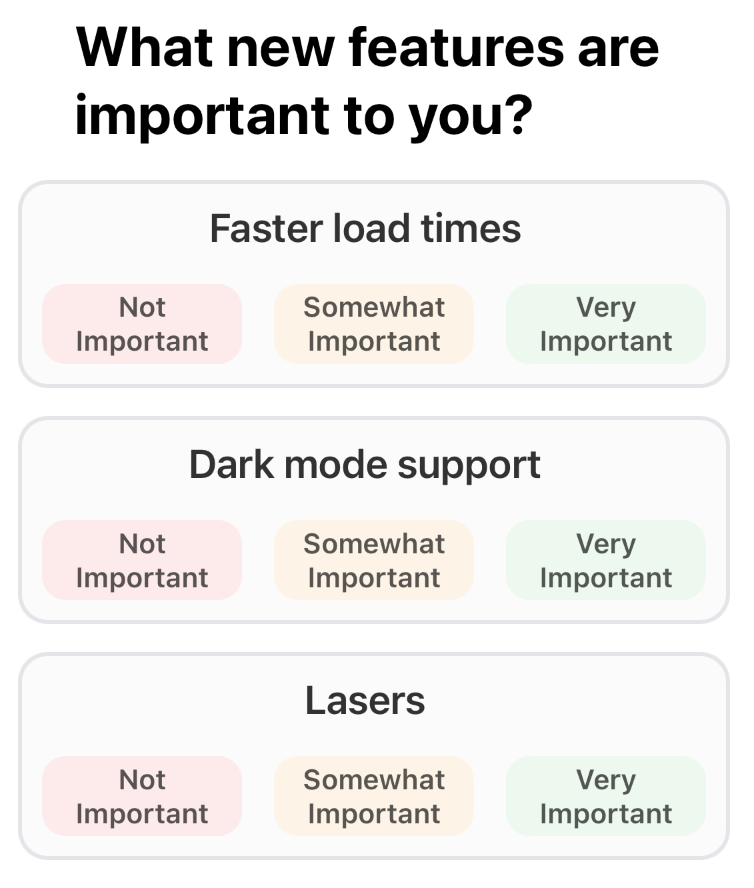 What new features are
important to you?
Faster load times
Not
Important
Somewhat
Important
Very
Important
Dark mode support
Not
Important
Somewhat
Important
Very
Important
Lasers
Not
Important
Somewhat
Important
Very
Important